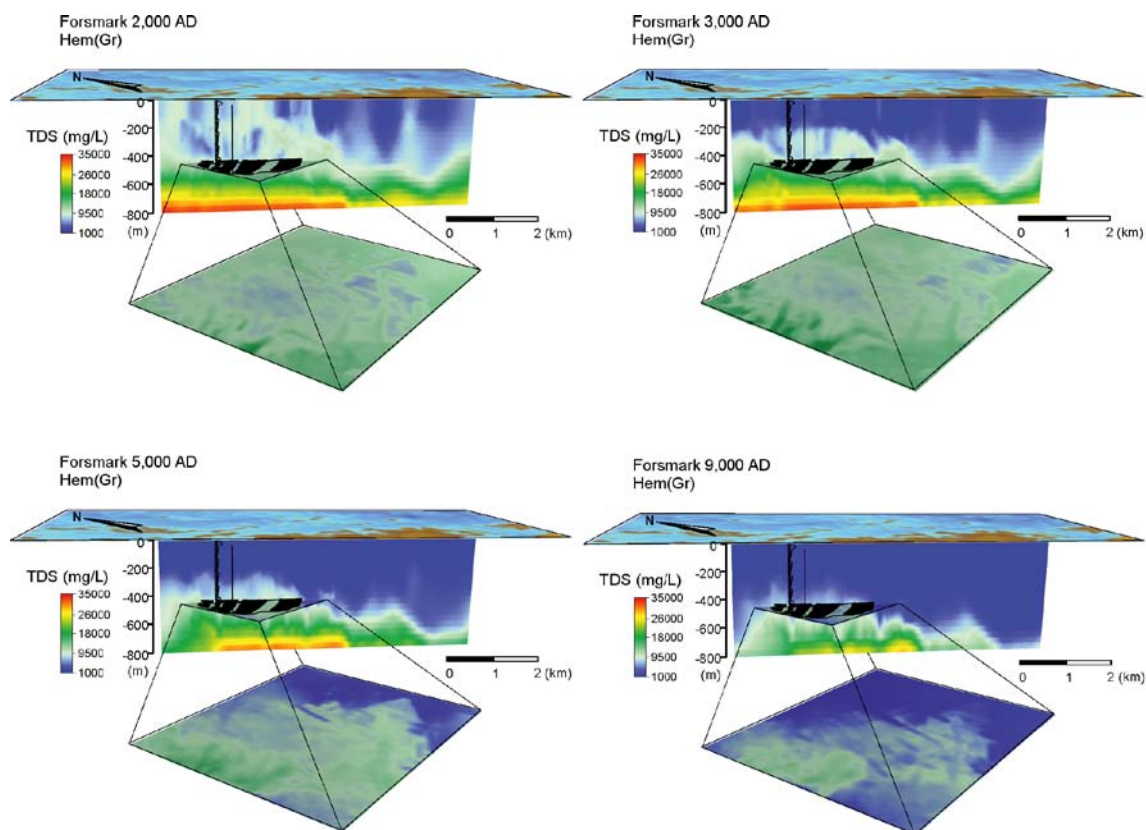 Forsmark 2,000 AD
Hem(Gr)
N
TDS (mg/L)
35000
26000
18000
9500
1000
0
-200
-400
-600
-800
(m)
0 1 2 (km)
Forsmark 3,000 AD
Hem(Gr)
N
TDS (mg/L)
35000
26000
18000
9500
1000
0
-200
-400
-600
-800
(m)
0 1 2 (km)
Forsmark 5,000 AD
Hem(Gr)
N
TDS (mg/L)
35000
26000
18000
9500
1000
0
-200
-400
-600
-800
(m)
0 1 2 (km)
Forsmark 9,000 AD
Hem(Gr)
N
TDS (mg/L)
35000
26000
18000
9500
1000
0
-200
-400
-600
-800
(m)
0 1 2 (km)